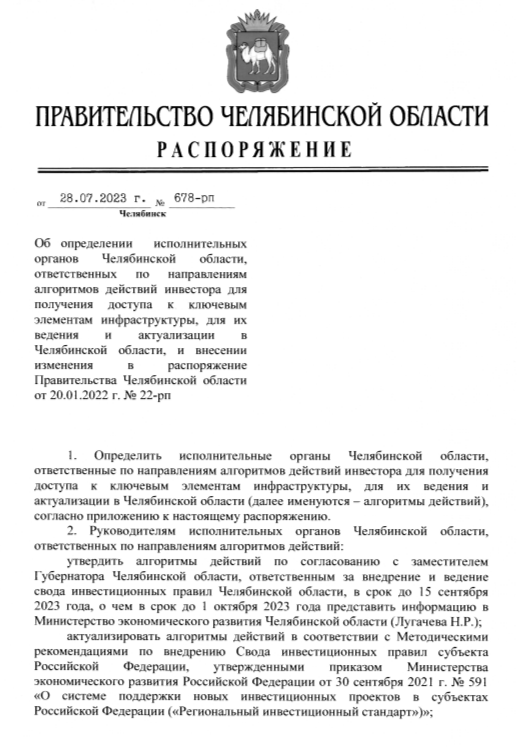 ПРАВИТЕЛЬСТВО ЧЕЛЯБИНСКОЙ ОБЛАСТИ
РАСПОРЯЖЕНИЕ
от 28.07.2023 г. № 678-рп
Челябинск
Об определении исполнительных
органов Челябинской области,
ответственных по направлениям
алгоритмов действий инвестора для
получения доступа к ключевым
элементам инфраструктуры, для их
ведения и актуализации в
Челябинской области, и внесении
изменения в распоряжение
Правительства Челябинской области
от 20.01.2022 г. № 22-рп
1. Определить исполнительные органы Челябинской области,
ответственные по направлениям алгоритмов действий инвестора для получения
доступа к ключевым элементам инфраструктуры, для их ведения и
актуализации в Челябинской области (далее именуются – алгоритмы действий),
согласно приложению к настоящему распоряжению.
2. Руководителям исполнительных органов Челябинской области,
ответственных по направлениям алгоритмов действий:
утвердить алгоритмы действий по согласованию с заместителем
Губернатора Челябинской области, ответственным за внедрение и ведение
свода инвестиционных правил Челябинской области, в срок до 15 сентября
2023 года, о чем в срок до 1 октября 2023 года представить информацию в
Министерство экономического развития Челябинской области (Лугачева Н.Р.);
актуализировать алгоритмы действий в соответствии с Методическими
рекомендациями по внедрению Свода инвестиционных правил субъекта
Российской Федерации, утвержденными приказом Министерства
экономического развития Российской Федерации от 30 сентября 2021 г. № 591
«О системе поддержки новых инвестиционных проектов в субъектах
Российской Федерации («Региональный инвестиционный стандарт»)»;